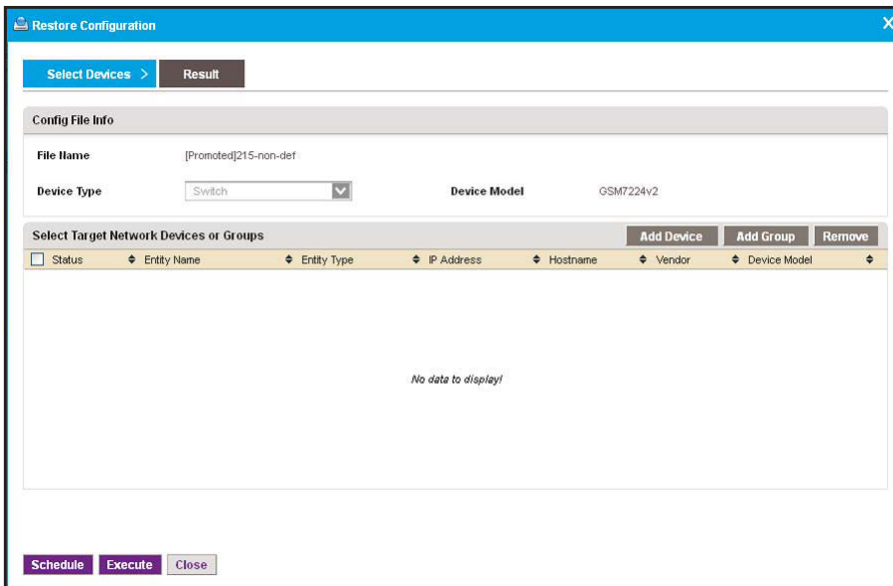 Restore Configuration X
Select Devices > Result
Config File Info
File Name [Promoted]215-non-def
Device Type Switch Device Model GSM7224v2
Select Target Network Devices or Groups Add Device Add Group Remove
Status Entity Name Entity Type IP Address Hostname Vendor Device Model
No data to display!
Schedule Execute Close